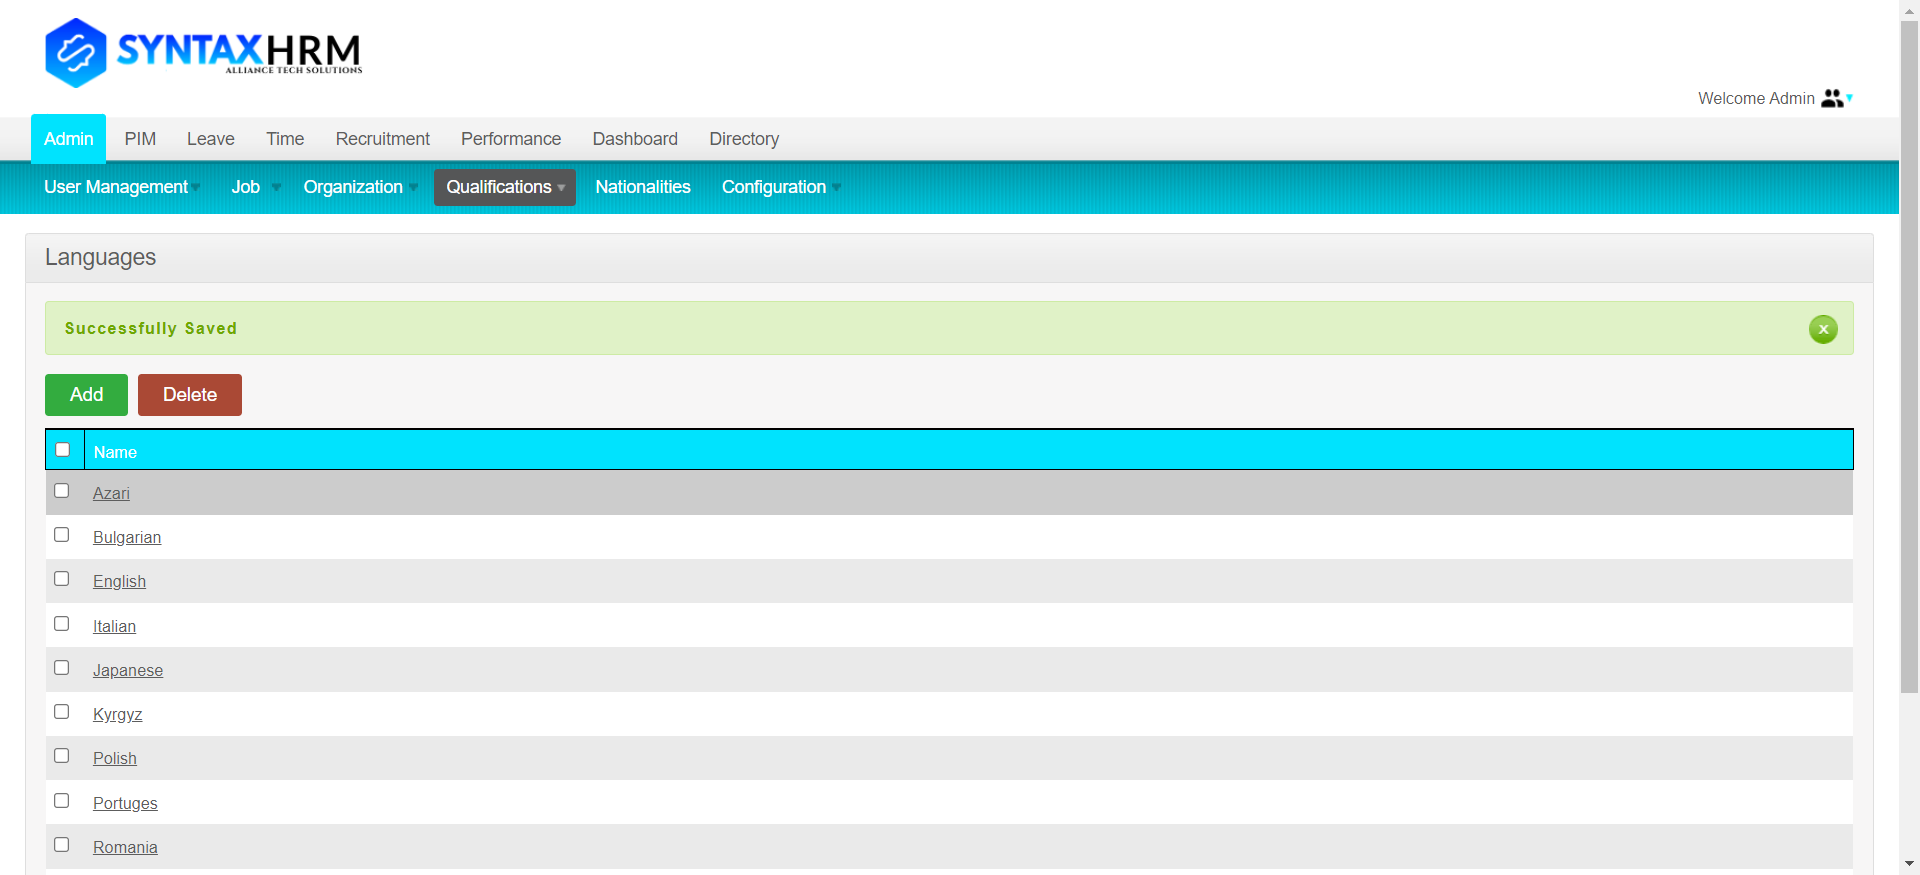 SYNTAXHRM
ALLIANCE TECH SOLUTIONS
Welcome Admin
Admin PIM Leave Time Recruitment Performance Dashboard Directory
User Management Job Organization Qualifications Nationalities Configuration
Languages
Successfully Saved
x
Add Delete
Name
Azari
Bulgarian
English
Italian
Japanese
Kyrgyz
Polish
Portuges
Romania